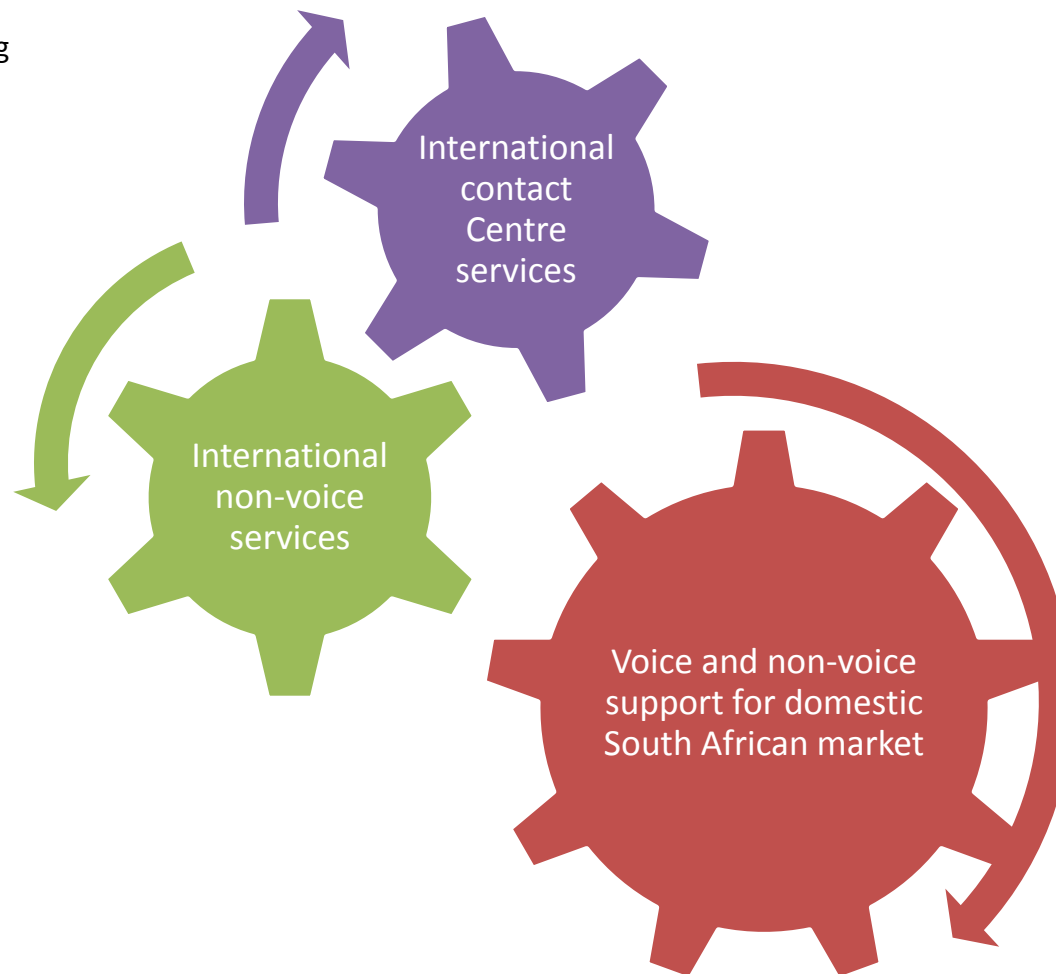 g
International
contact
Centre
services
International
non-voice
services
Voice and non-voice
support for domestic
South African market